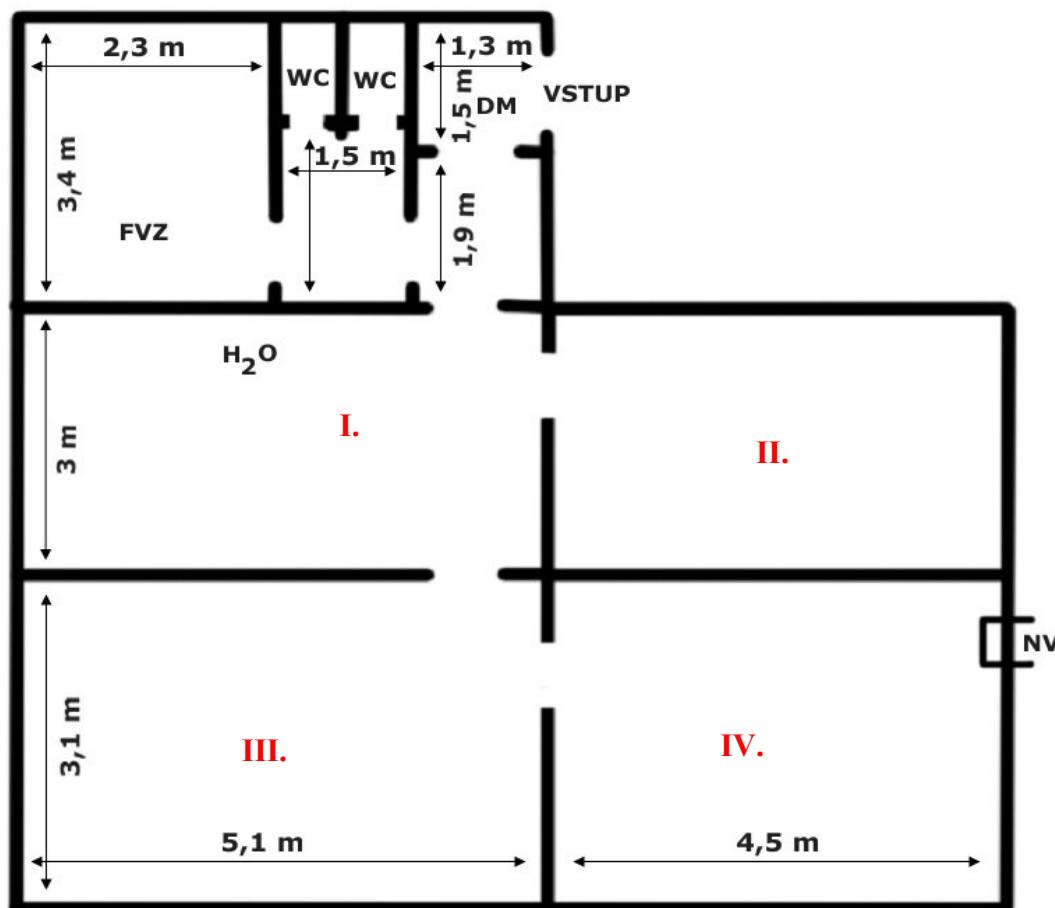 2,3 m
1,3 m
WC
WC
DM
VSTUP
1,5 m
1,5 m
3,4 m
1,9 m
FVZ
H₂O
3 m
I.
II.
NV
3,1 m
III.
IV.
5,1 m
4,5 m